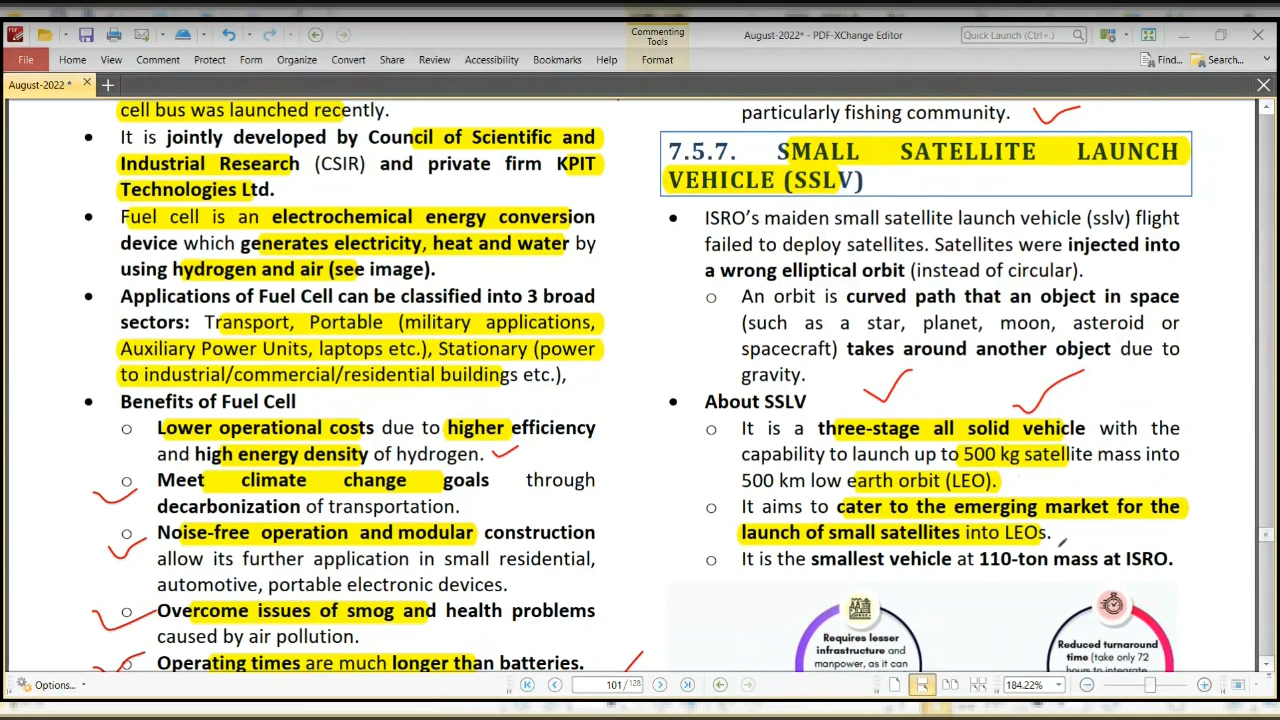 Commenting Tools
August-2022* - PDF-XChange Editor
Quick Launch (Ctrl+.)
File Home View Comment Protect Form Organize Convert Share Review Accessibility Bookmarks Help Format
Find... Search...
August-2022 *
cell bus was launched recently.
• It is jointly developed by Council of Scientific and
Industrial Research (CSIR) and private firm KPIT
Technologies Ltd.
• Fuel cell is an electrochemical energy conversion
device which generates electricity, heat and water by
using hydrogen and air (see image).
• Applications of Fuel Cell can be classified into 3 broad
sectors: Transport, Portable (military applications,
Auxiliary Power Units, laptops etc.), Stationary (power
to industrial/commercial/residential buildings etc.),
• Benefits of Fuel Cell
o Lower operational costs due to higher efficiency
and high energy density of hydrogen.
o Meet climate change goals through
decarbonization of transportation.
o Noise-free operation and modular construction
allow its further application in small residential,
automotive, portable electronic devices.
o Overcome issues of smog and health problems
caused by air pollution.
o Operating times are much longer than batteries.
particularly fishing community.
7.5.7. SMALL SATELLITE LAUNCH
VEHICLE (SSLV)
• ISRO's maiden small satellite launch vehicle (sslv) flight
failed to deploy satellites. Satellites were injected into
a wrong elliptical orbit (instead of circular).
o An orbit is curved path that an object in space
(such as a star, planet, moon, asteroid or
spacecraft) takes around another object due to
gravity.
• About SSLV
o It is a three-stage all solid vehicle with the
capability to launch up to 500 kg satellite mass into
500 km low earth orbit (LEO).
o It aims to cater to the emerging market for the
launch of small satellites into LEOs.
o It is the smallest vehicle at 110-ton mass at ISRO.
Requires lesser
infrastructure and
manpower, as it can
Reduced turnaround
time (take only 72
hours to integrate
Options...
101 / 128
184.22%